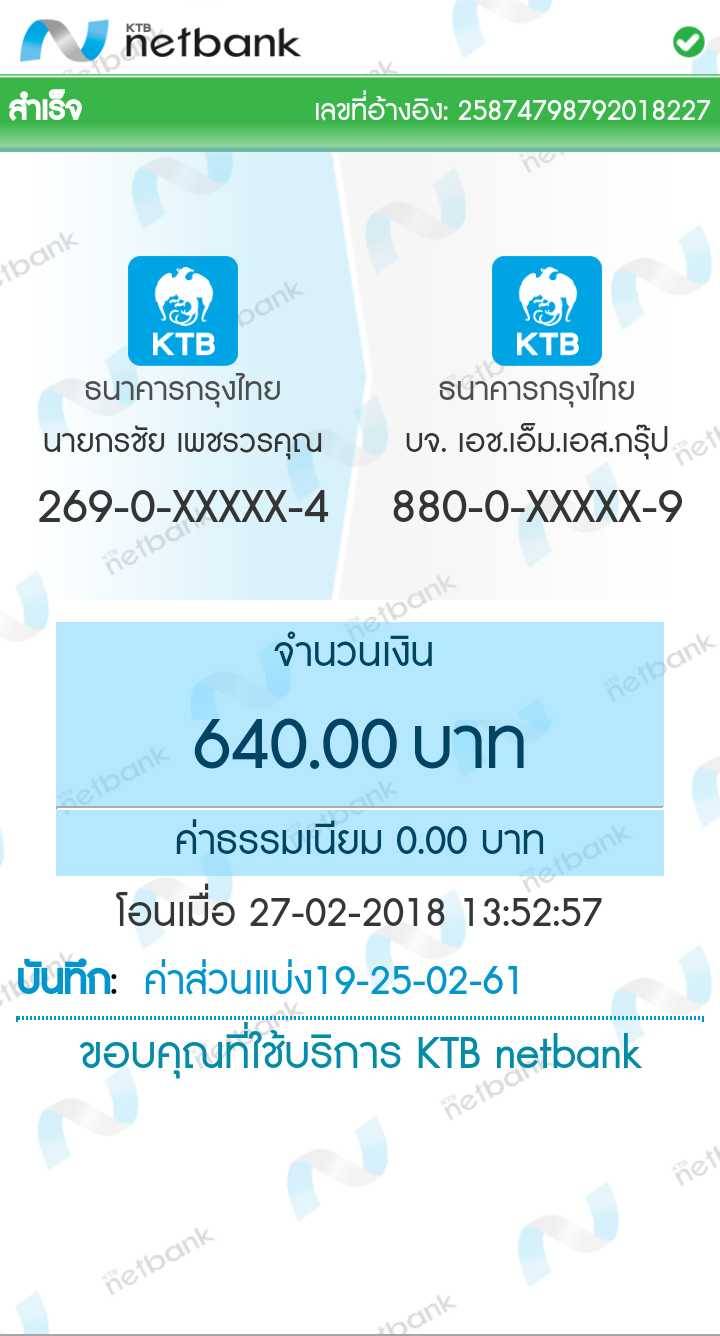 KTB
netbank
สำเร็จ เลขที่อ้างอิง: 25874798792018227
KTB KTB
ธนาคารกรุงไทย ธนาคารกรุงไทย
นายกรชัย เพชรวรคุณ บจ. เอช.เอ็ม.เอส.กรุ๊ป
269-0-XXXXX-4 880-0-XXXXX-9
จำนวนเงิน
640.00 บาท
ค่าธรรมเนียม 0.00 บาท
โอนเมื่อ 27-02-2018 13:52:57
บันทึก: ค่าส่วนแบ่ง19-25-02-61
ขอบคุณที่ใช้บริการ KTB netbank